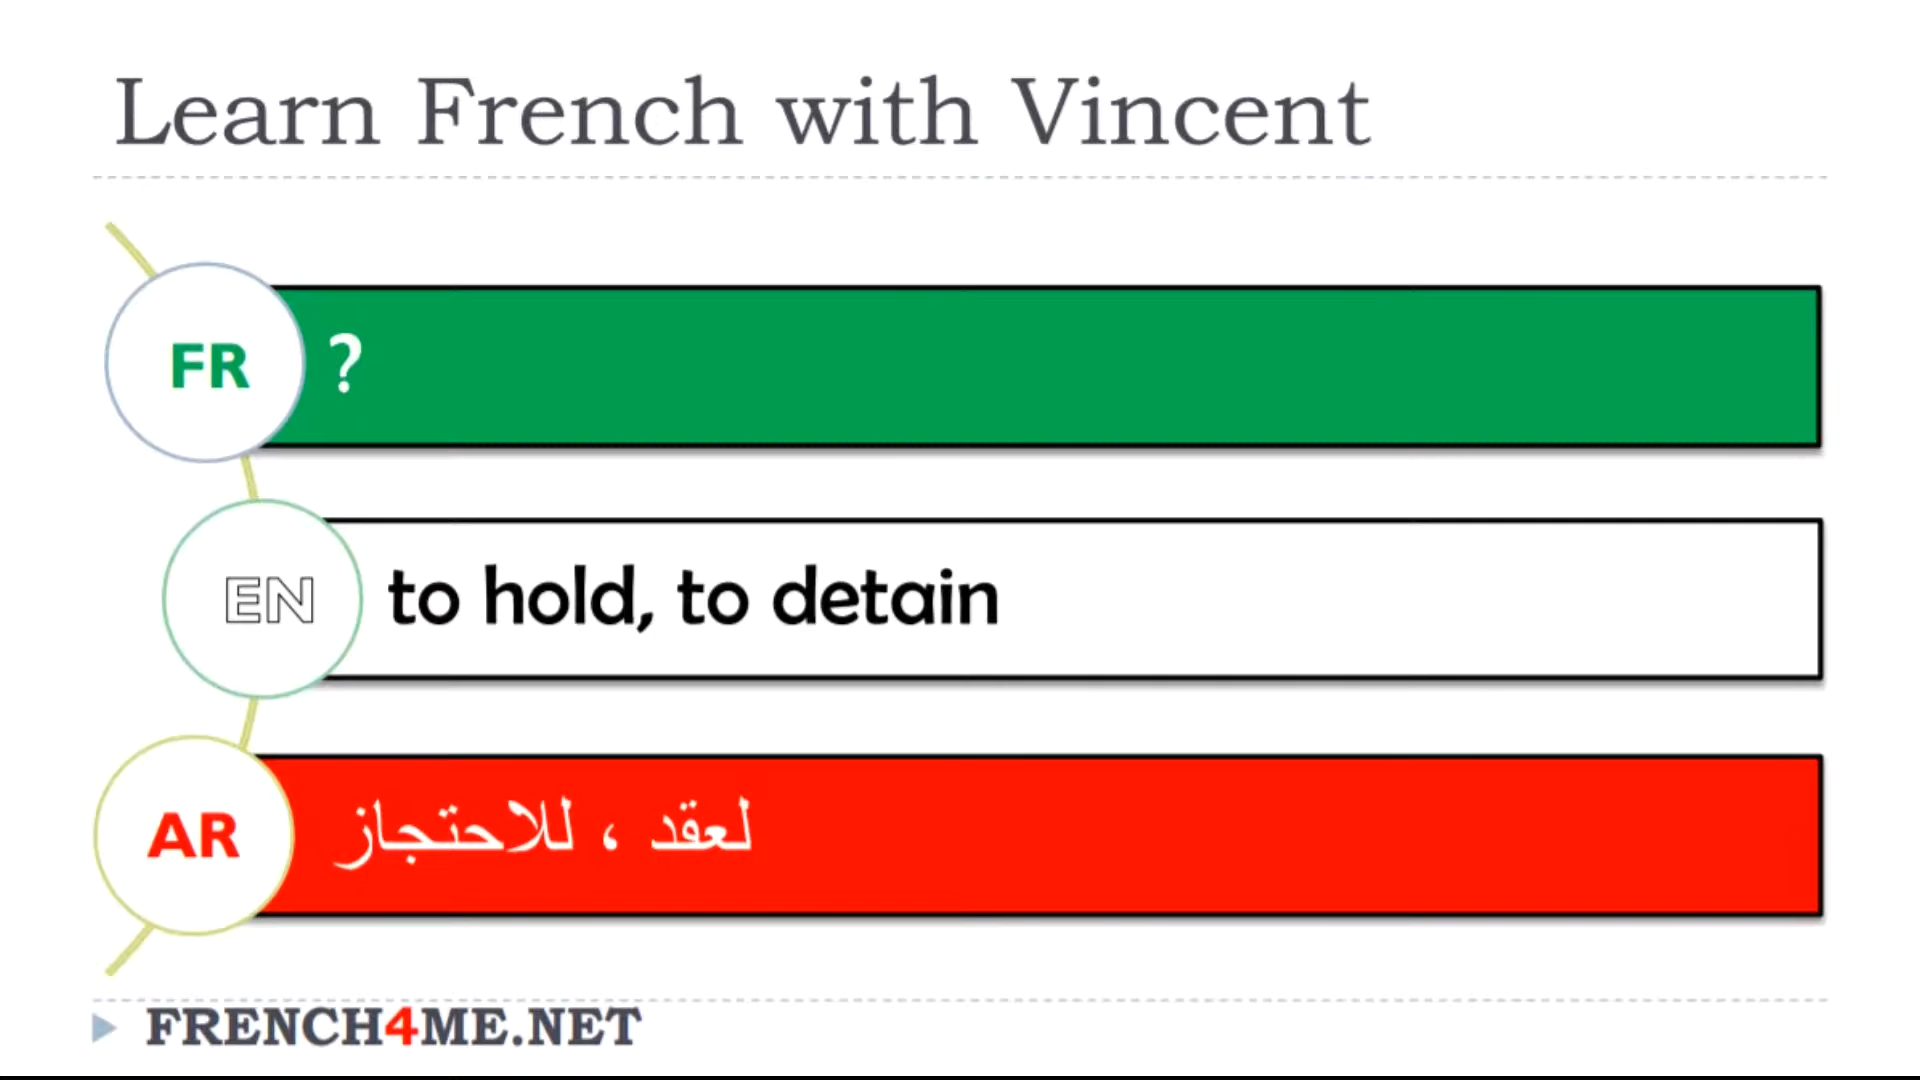 Learn French with Vincent
FR
?
EN
to hold, to detain
AR
لعقد ، للاحتجاز
FRENCH4ME.NET